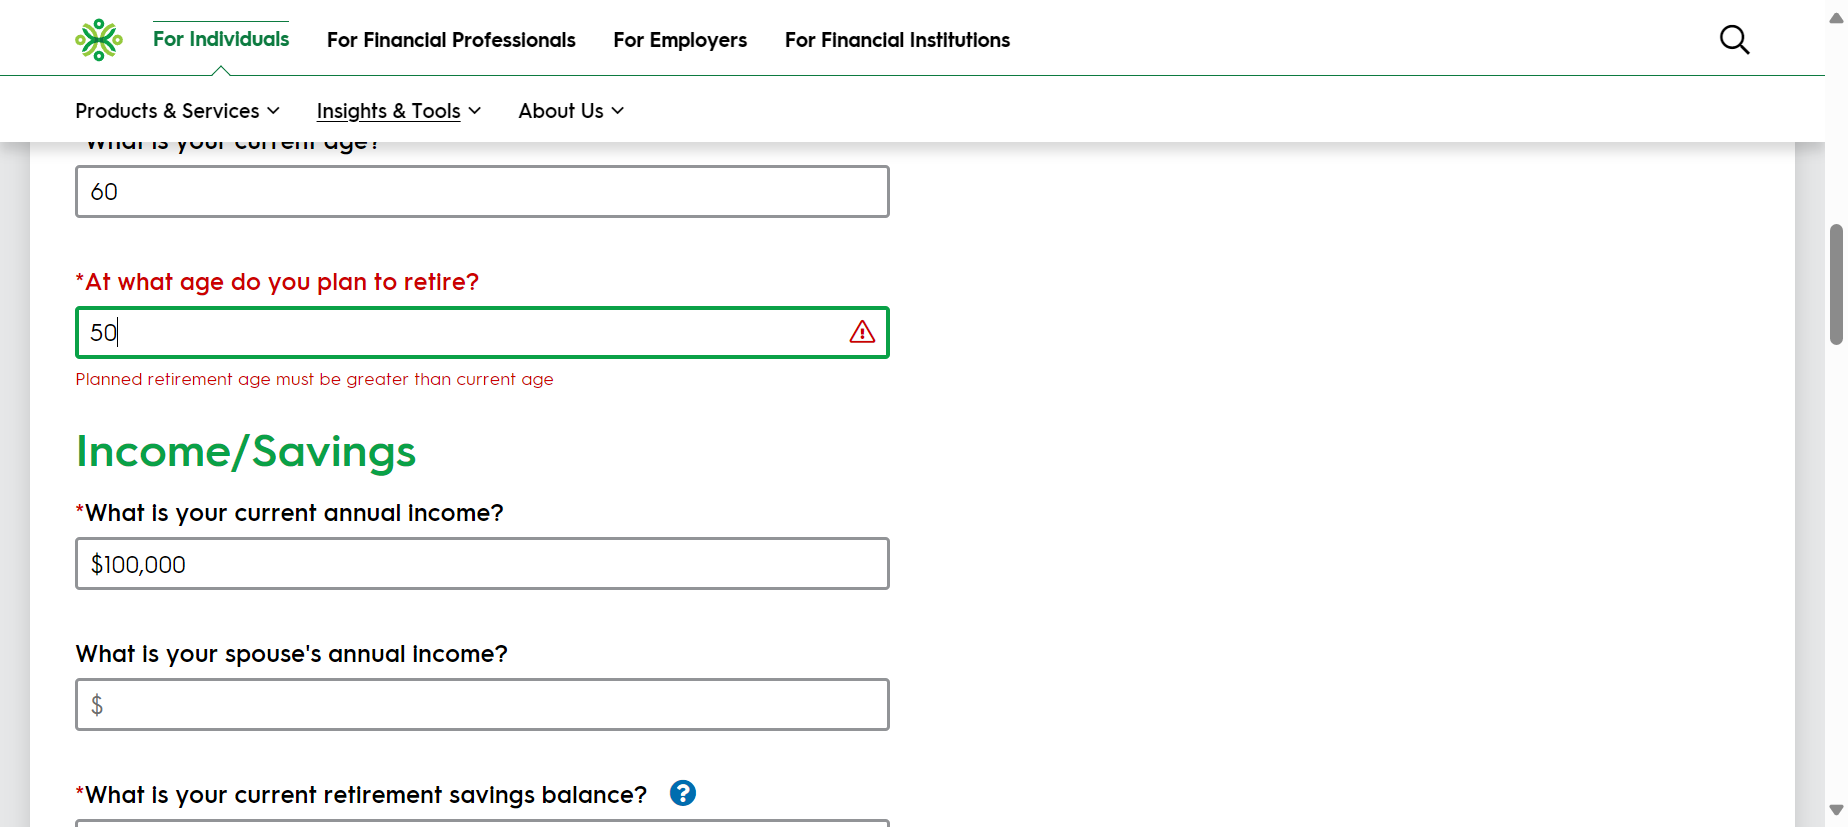 For Individuals
For Financial Professionals
For Employers
For Financial Institutions
Products & Services
Insights & Tools
About Us
What is your current age?
60
*At what age do you plan to retire?
50
Planned retirement age must be greater than current age
Income/Savings
*What is your current annual income?
$100,000
What is your spouse's annual income?
$
*What is your current retirement savings balance?
?